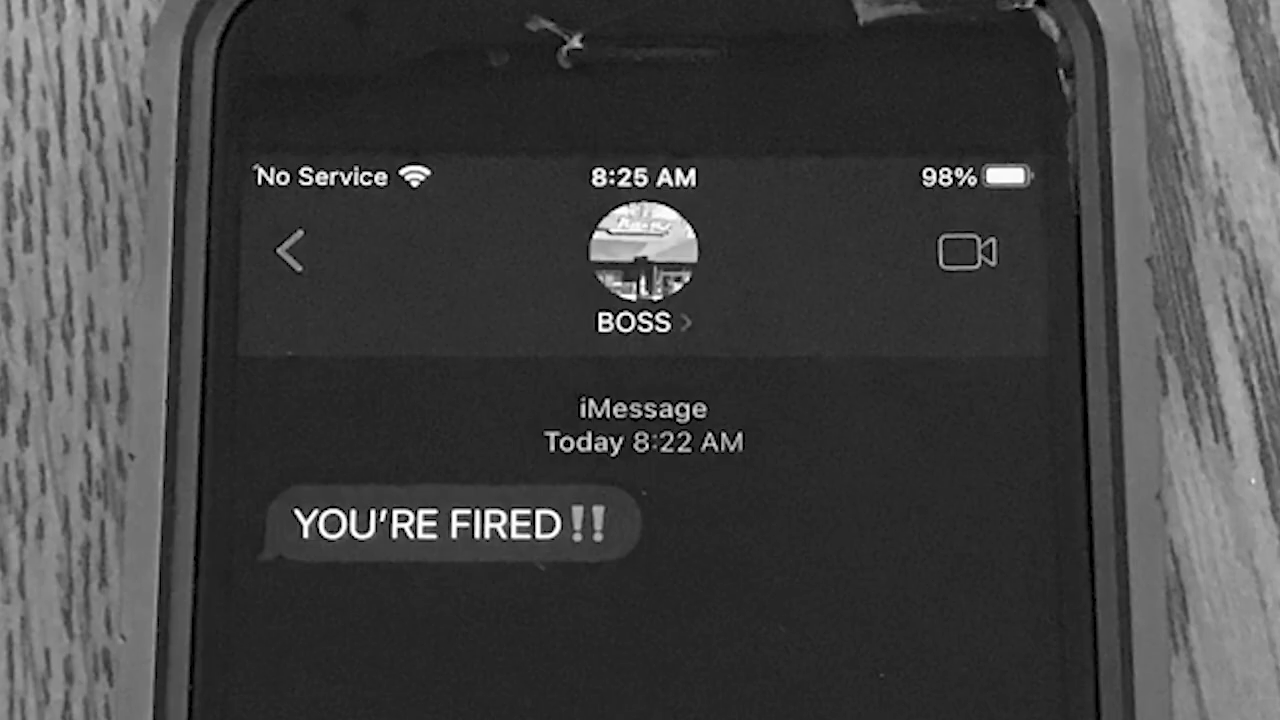 No Service 8:25 AM 98%
BOSS
iMessage
Today 8:22 AM
YOU'RE FIRED‼